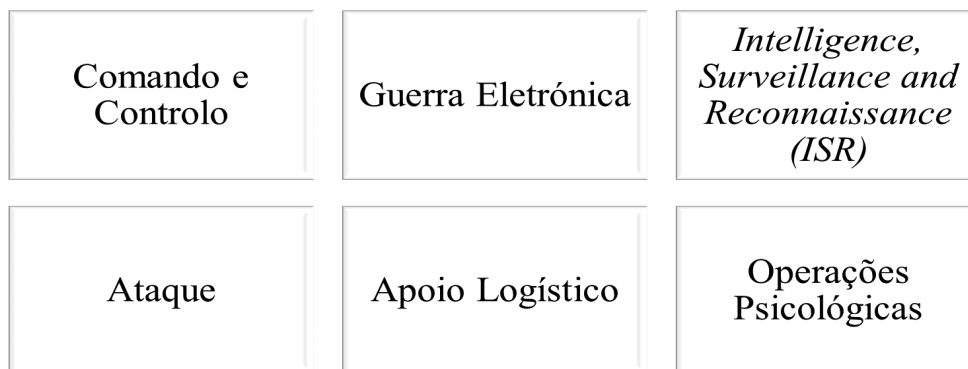 Comando e
Controlo
Guerra Eletrónica
Intelligence,
Surveillance and
Reconnaissance
(ISR)
Ataque
Apoio Logístico
Operações
Psicológicas